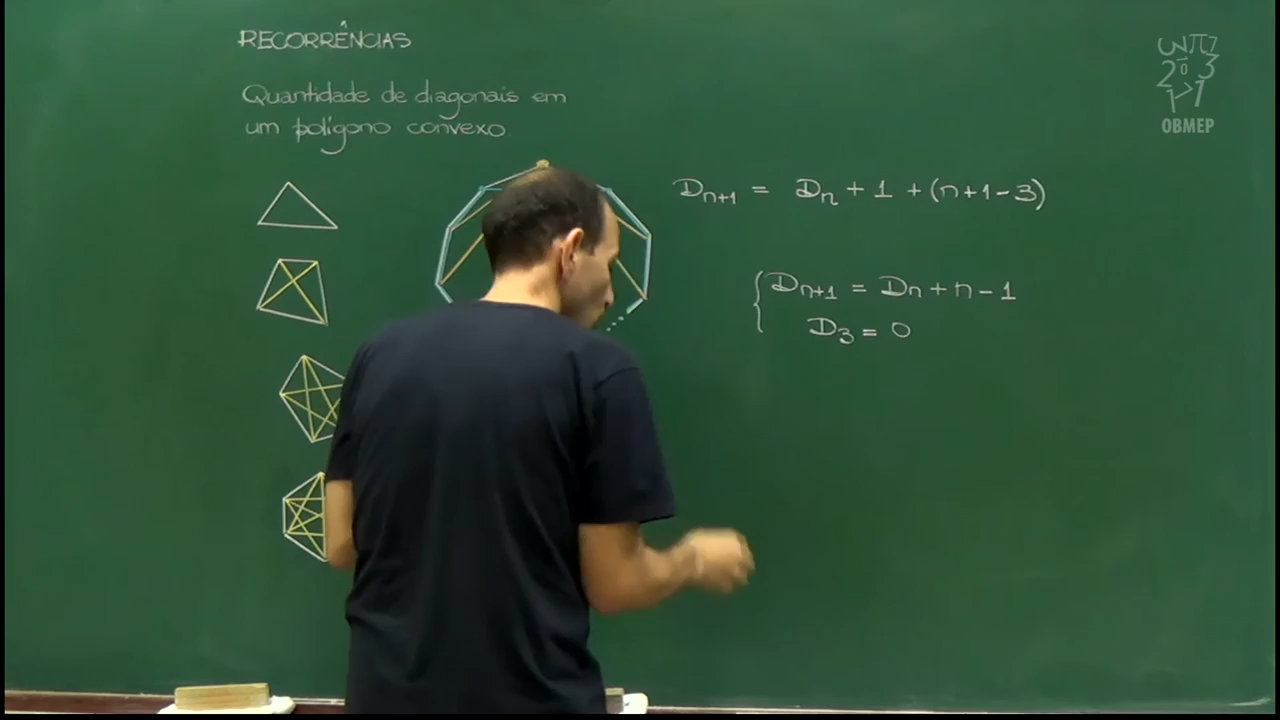 RECORRÊNCIAS
Quantidade de diagonais em
um polígono convexo
Dₙ₊₁ = Dₙ + 1 + (n+1-3)
Dₙ₊₁ = Dₙ + n - 1
D₃ = 0
OBMEP